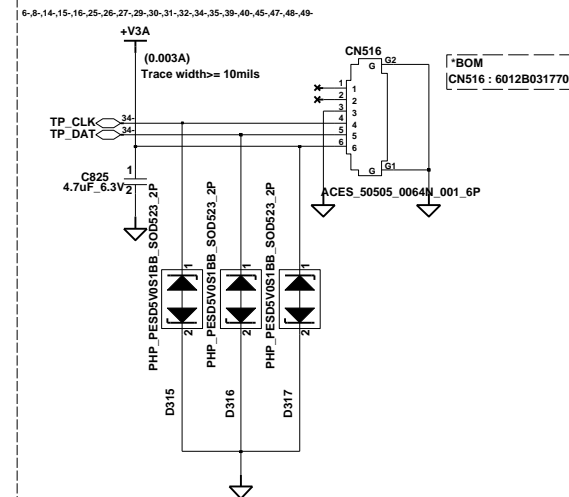 6-,8-,14-,15-,16-,25-,26-,27-,29-,30-,31-,32-,34-,35-,39-,40-,45-,47-,48-,49-
+V3A
(0.003A)
Trace width>= 10mils
CN516
G
G2
*BOM
CN516 : 6012B031770
1
1
2
2
3
3
TP_CLK
34-
4
4
TP_DAT
34-
5
5
6
6
G
G1
1
C825
4.7uF_6.3V
2
ACES_50505_0064N_001_6P
PHP_PESD5V0S1BB_SOD523_2P
1
2
D315
PHP_PESD5V0S1BB_SOD523_2P
1
2
D316
PHP_PESD5V0S1BB_SOD523_2P
1
2
D317